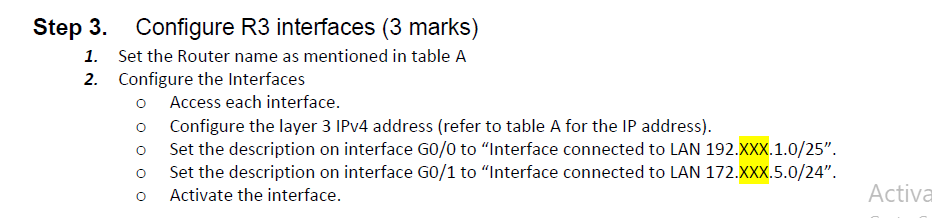 Step 3. Configure R3 interfaces (3 marks)
1. Set the Router name as mentioned in table A
2. Configure the Interfaces
o Access each interface.
o Configure the layer 3 IPv4 address (refer to table A for the IP address).
o Set the description on interface G0/0 to “Interface connected to LAN 192.XXX.1.0/25”.
o Set the description on interface G0/1 to “Interface connected to LAN 172.XXX.5.0/24”.
o Activate the interface.
Activa